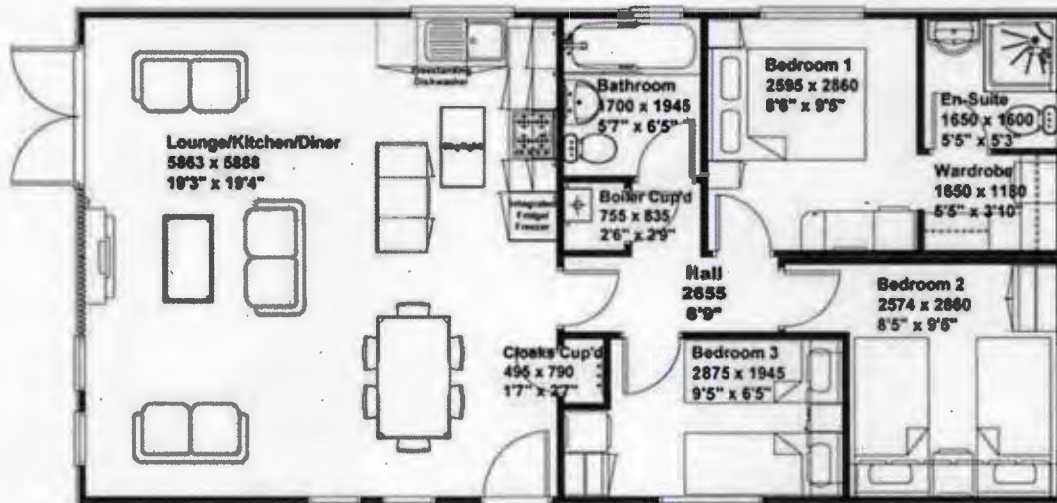 Freestanding
Dishwasher
Lounge/Kitchen/Diner
5863 x 5888
19'3" x 19'4"
Skylight
Integrated
Fridge/
Freezer
Bathroom
1700 x 1945
5'7" x 6'5"
Boiler Cup'd
755 x 835
2'6" x 2'9"
Bedroom 1
2595 x 2860
8'6" x 9'5"
En-Suite
1650 x 1600
5'5" x 5'3"
Wardrobe
1650 x 1180
5'5" x 3'10"
Hall
2655
8'9"
Bedroom 2
2574 x 2860
8'5" x 9'5"
Cloaks Cup'd
495 x 790
1'7" x 2'7"
Bedroom 3
2875 x 1945
9'5" x 6'5"